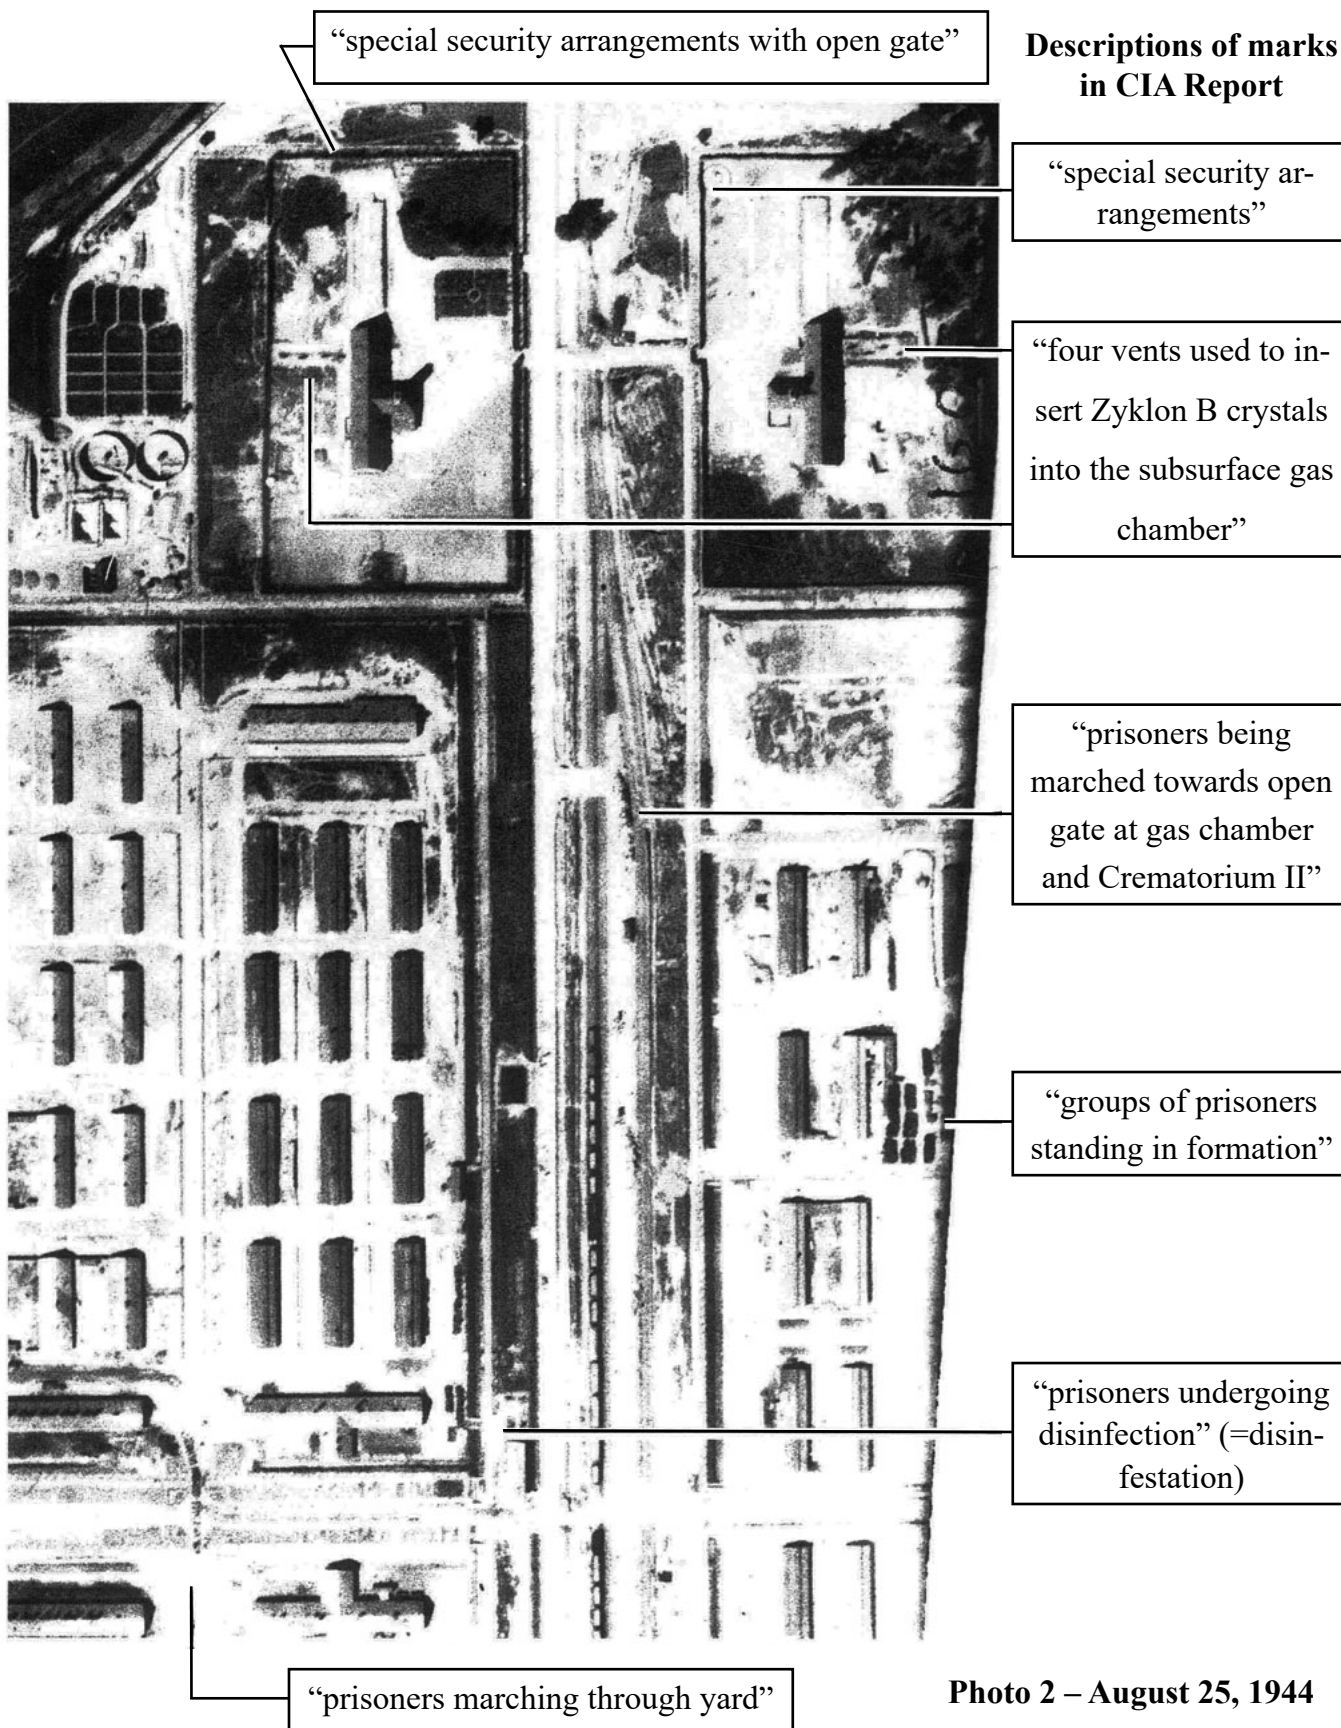 “special security arrangements with open gate”
Descriptions of marks
in CIA Report
“special security ar-
rangements”
“four vents used to in-
sert Zyklon B crystals
into the subsurface gas
chamber”
“prisoners being
marched towards open
gate at gas chamber
and Crematorium II”
“groups of prisoners
standing in formation”
“prisoners undergoing
disinfection” (=disin-
festation)
“prisoners marching through yard”
Photo 2 – August 25, 1944